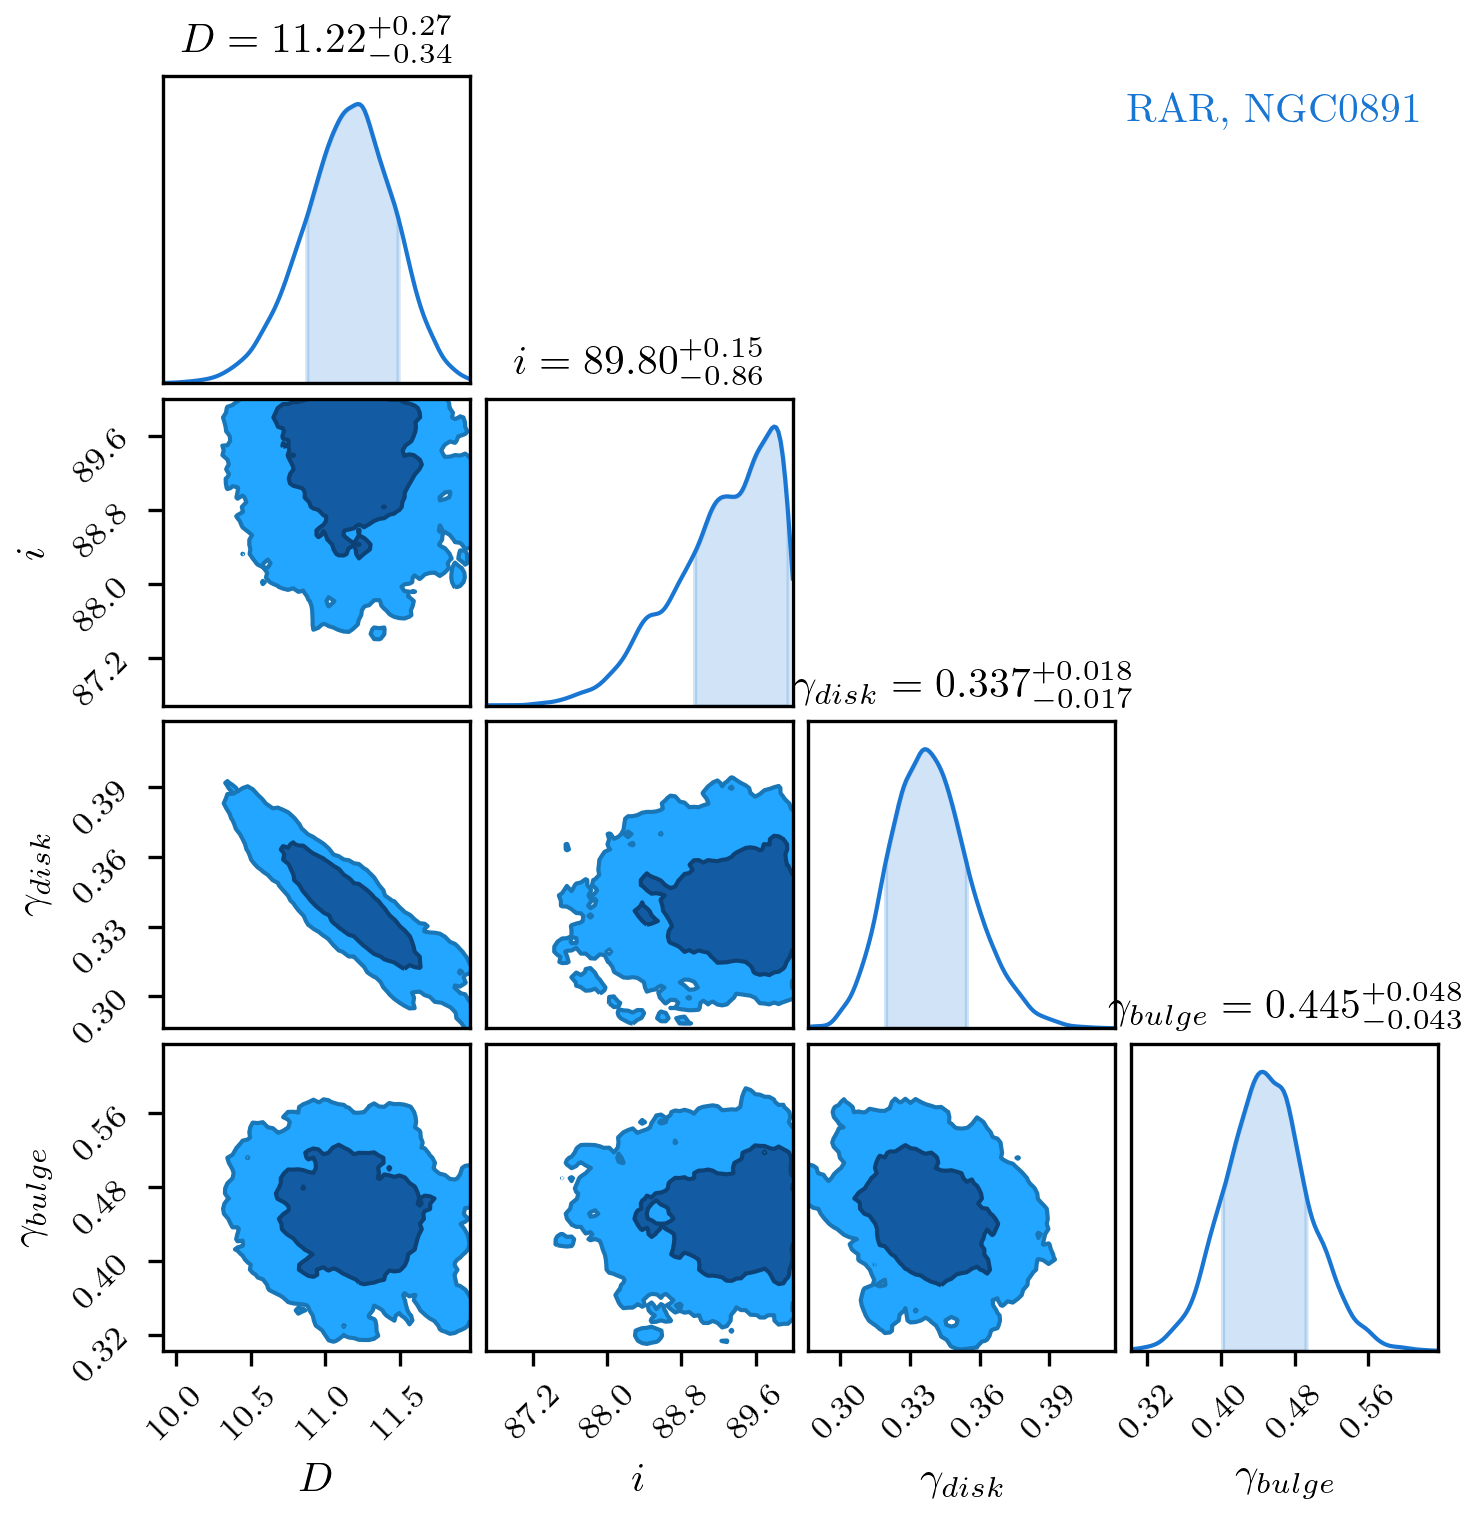 D = 11.22^{+0.27}_{-0.34}
RAR, NGC0891
i = 89.80^{+0.15}_{-0.86}
i
89.6
88.8
88.0
87.2
γ_{disk} = 0.337^{+0.018}_{-0.017}
γ_{disk}
0.39
0.36
0.33
0.30
γ_{bulge} = 0.445^{+0.048}_{-0.043}
γ_{bulge}
0.56
0.48
0.40
0.32
10.0 10.5 11.0 11.5 87.2 88.0 88.8 89.6 0.30 0.33 0.36 0.39 0.32 0.40 0.48 0.56
D i γ_{disk} γ_{bulge}